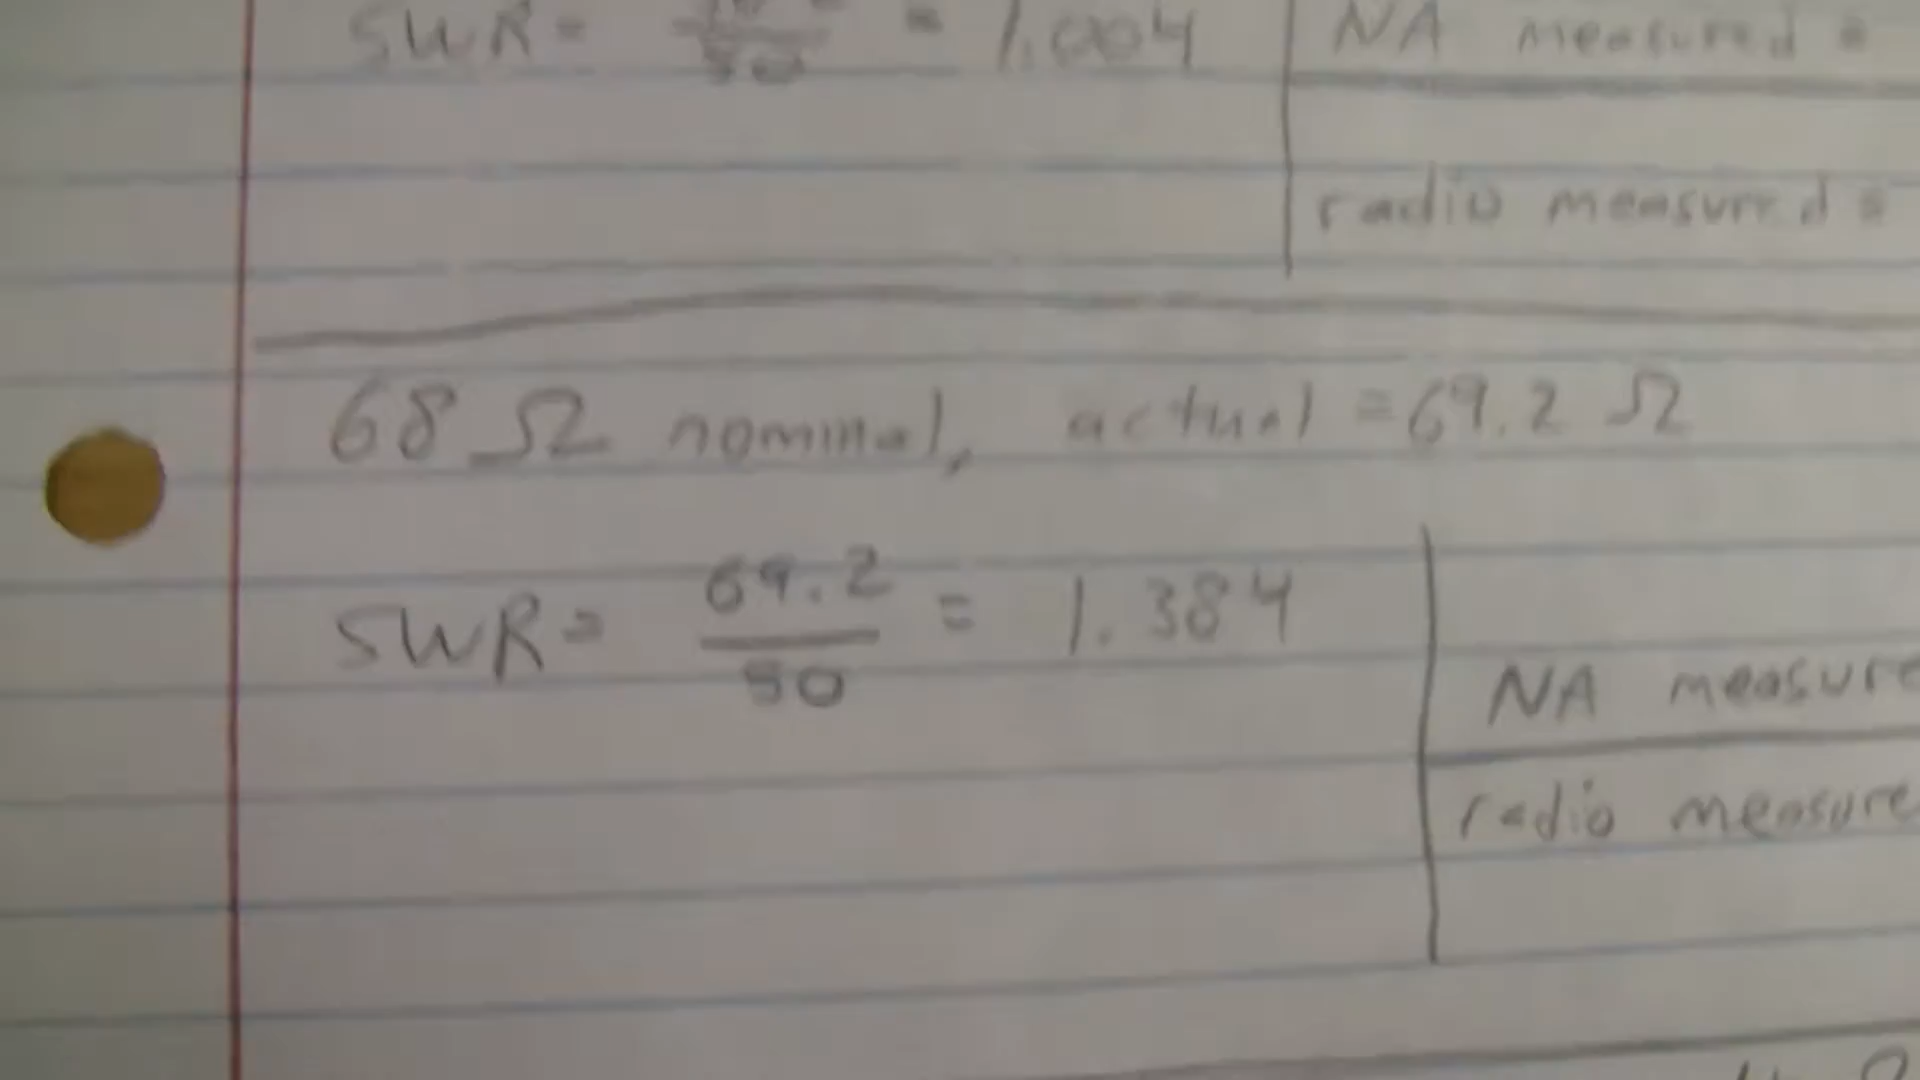 SWR = /50 = 1.004
NA measured =
radio measured =
68 Ω nominal, actual = 69.2 Ω
SWR = 69.2/50 = 1.384
NA measure
radio measure